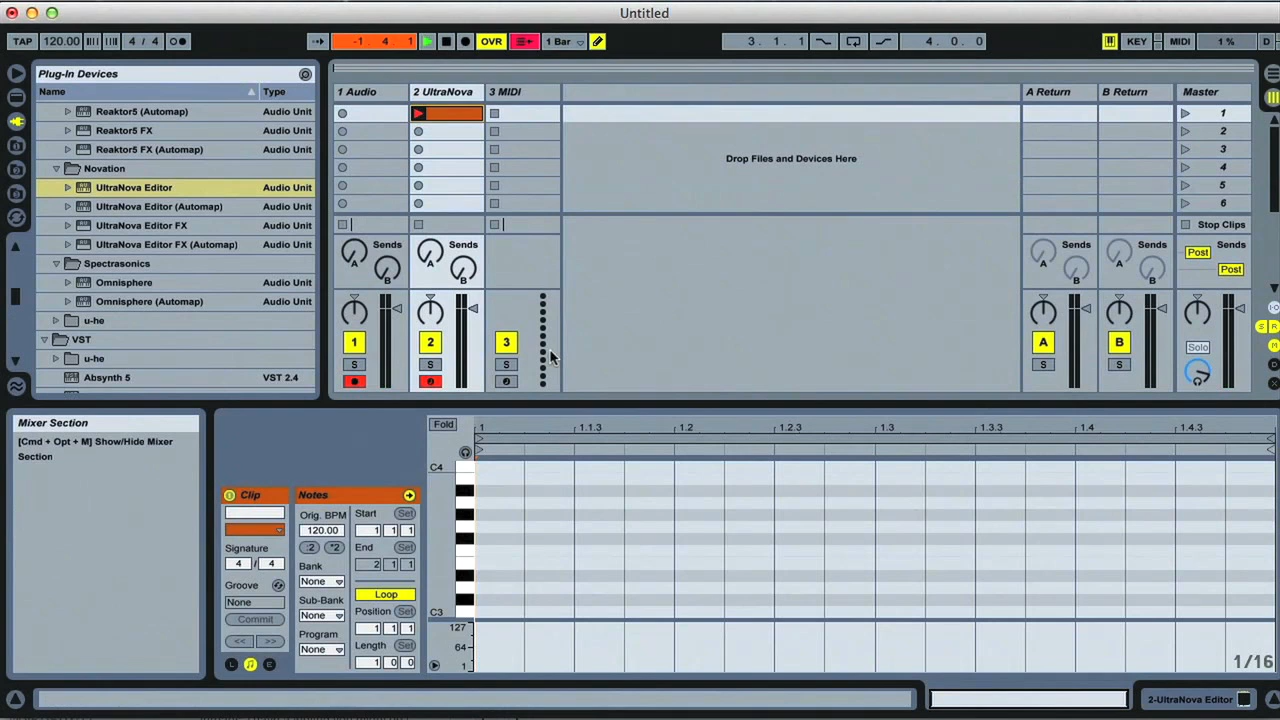 Untitled
TAP 120.00 4 / 4 -1. 4. 1 OVR 1 Bar 3. 1. 1 4. 0. 0 KEY MIDI 1 % D
Plug-In Devices
Name Type
Reaktor5 (Automap) Audio Unit
Reaktor5 FX Audio Unit
Reaktor5 FX (Automap) Audio Unit
Novation
UltraNova Editor Audio Unit
UltraNova Editor (Automap) Audio Unit
UltraNova Editor FX Audio Unit
UltraNova Editor FX (Automap) Audio Unit
Spectrasonics
Omnisphere Audio Unit
Omnisphere (Automap) Audio Unit
u-he
VST
u-he
Absynth 5 VST 2.4
1 Audio 2 UltraNova 3 MIDI A Return B Return Master
1
2
3
4
5
6
Drop Files and Devices Here
Stop Clips
Sends Sends Sends Sends Post Sends
A B A B A B A B Post
1 2 3 A B Solo
S S S S S
Mixer Section
[Cmd + Opt + M] Show/Hide Mixer
Section
Clip
Signature
4 / 4
Groove
None
Commit
<< >>
L E
Notes
Orig. BPM
120.00
:2 *2
Bank
None
Sub-Bank
None
Program
None
Start Set
1 1 1
End Set
2 1 1
Loop
Position Set
1 1 1
Length Set
1 0 0
Fold 1 1.1.3 1.2 1.2.3 1.3 1.3.3 1.4 1.4.3
C4
C3
127
64
1
1/16
2-UltraNova Editor